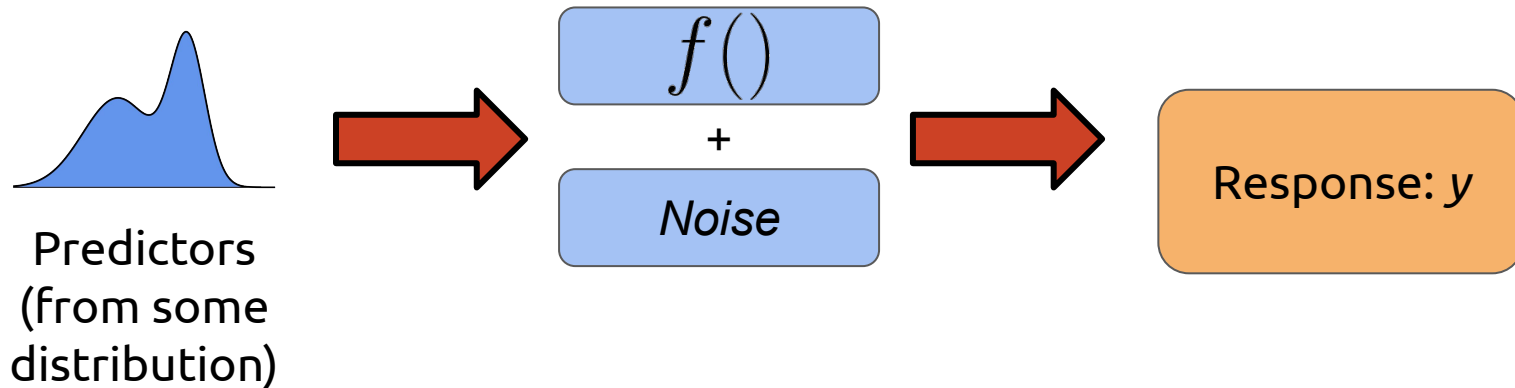 Predictors
(from some
distribution)
f()
+
Noise
Response: y